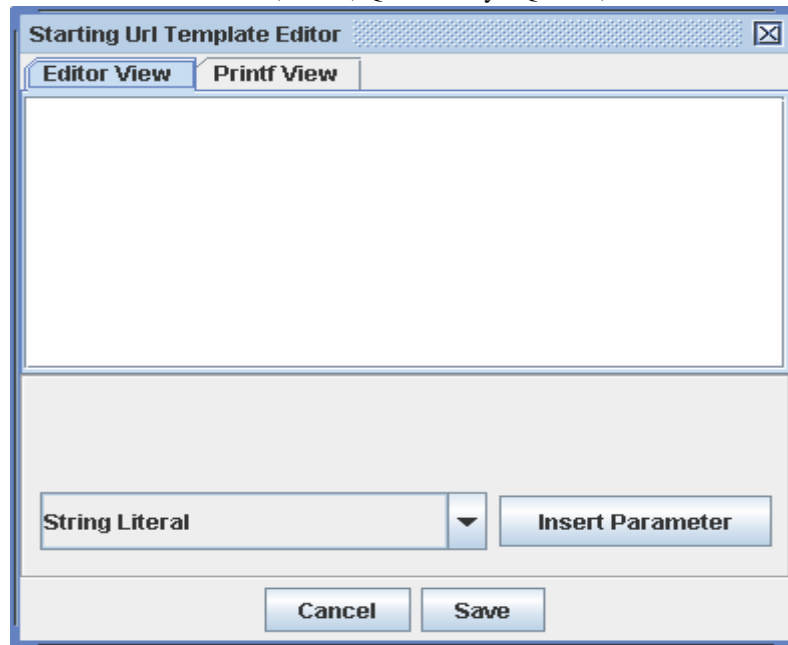 Starting Url Template Editor
Editor View Printf View
String Literal Insert Parameter
Cancel Save